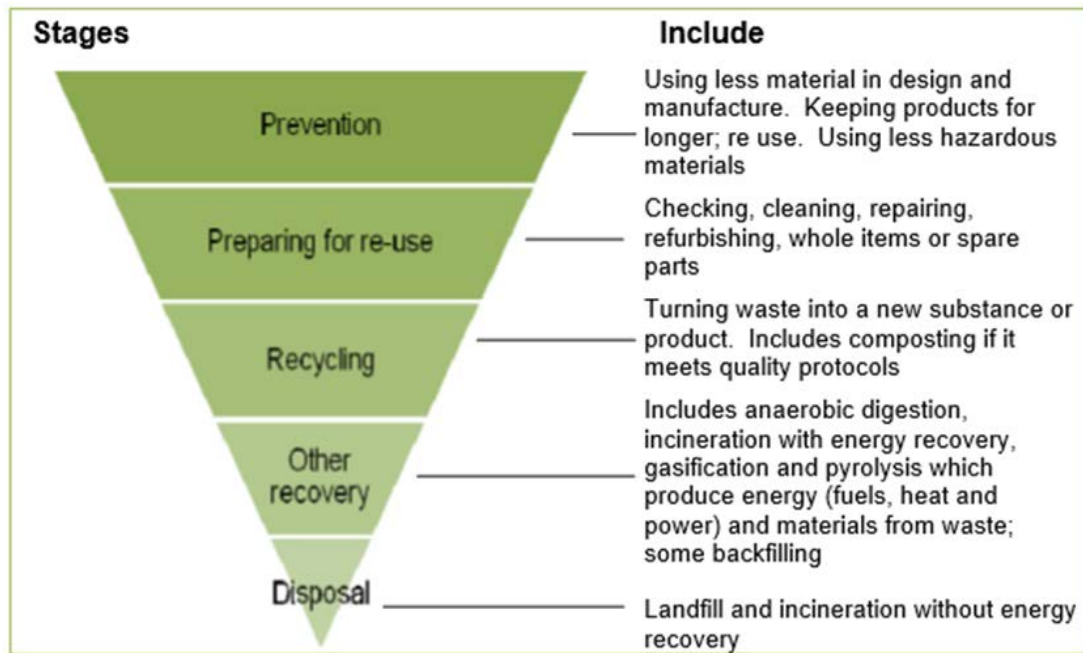 Stages
Include
Prevention
Using less material in design and
manufacture. Keeping products for
longer; re use. Using less hazardous
materials
Preparing for re-use
Checking, cleaning, repairing,
refurbishing, whole items or spare
parts
Recycling
Turning waste into a new substance or
product. Includes composting if it
meets quality protocols
Other
recovery
Includes anaerobic digestion,
incineration with energy recovery,
gasification and pyrolysis which
produce energy (fuels, heat and
power) and materials from waste;
some backfilling
Disposal
Landfill and incineration without energy
recovery